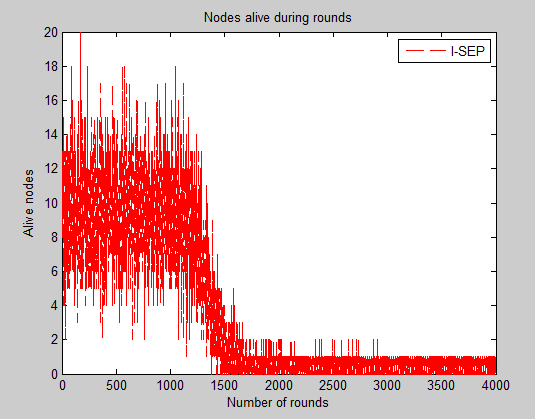 Nodes alive during rounds
I-SEP
20
18
16
14
12
10
8
6
4
2
0
Alive nodes
0 500 1000 1500 2000 2500 3000 3500 4000
Number of rounds